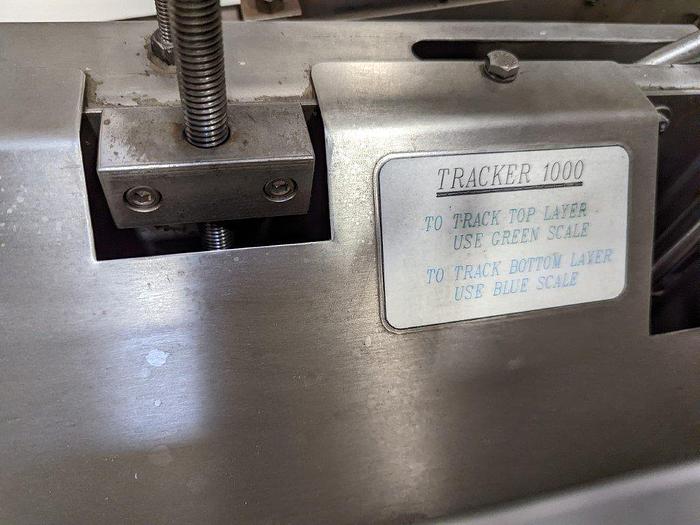 TRACKER 1000
TO TRACK TOP LAYER
USE GREEN SCALE
TO TRACK BOTTOM LAYER
USE BLUE SCALE